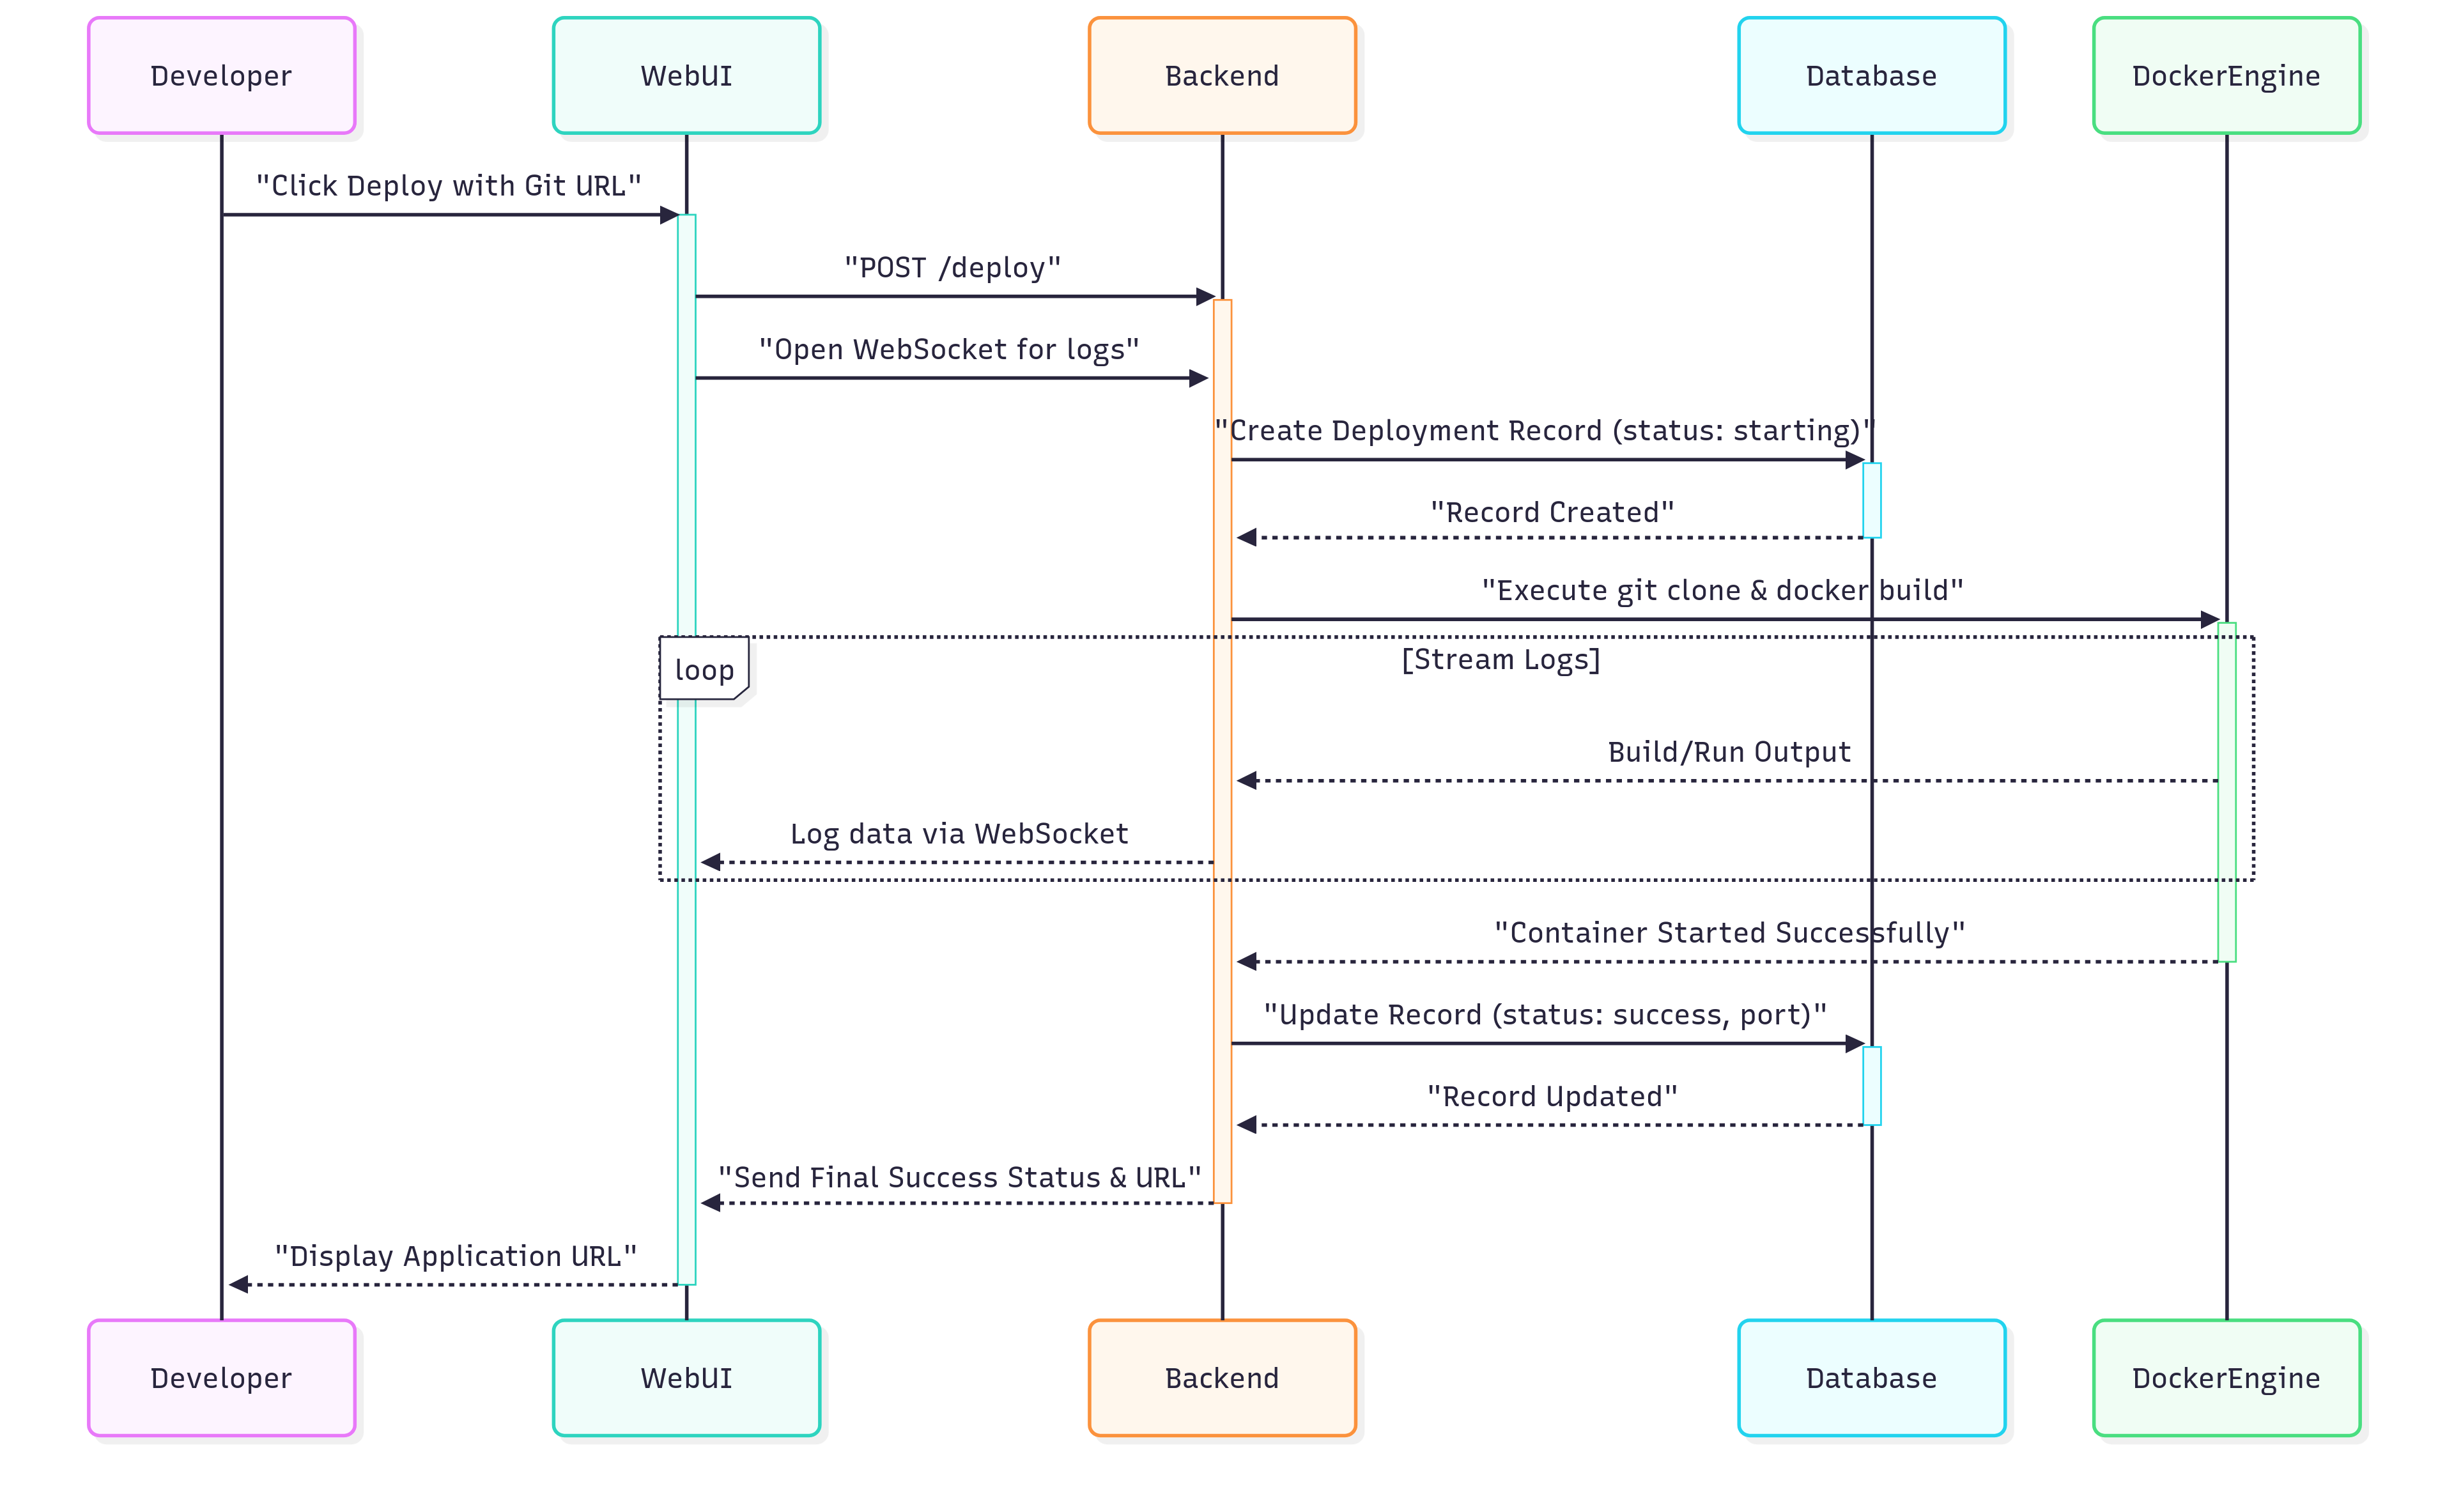 Developer
WebUI
Backend
Database
DockerEngine
"Click Deploy with Git URL"
"POST /deploy"
"Open WebSocket for logs"
"Create Deployment Record (status: starting)"
"Record Created"
"Execute git clone & docker build"
loop
[Stream Logs]
Build/Run Output
Log data via WebSocket
"Container Started Successfully"
"Update Record (status: success, port)"
"Record Updated"
"Send Final Success Status & URL"
"Display Application URL"
Developer
WebUI
Backend
Database
DockerEngine